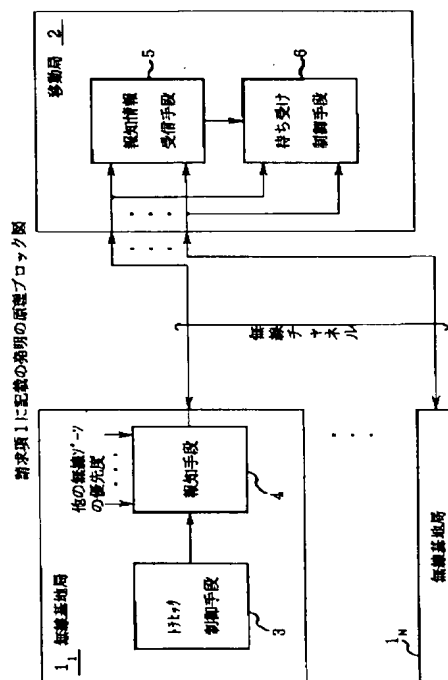 請求項1に記載の発明の原理ブロック図
1₁ 無線基地局
トラヒック
制御手段
3
他の無線ゾーン
の優先度
報知手段
4
無線チャネル
移動局 2
報知情報
受信手段
5
待ち受け
制御手段
6
無線基地局
1N